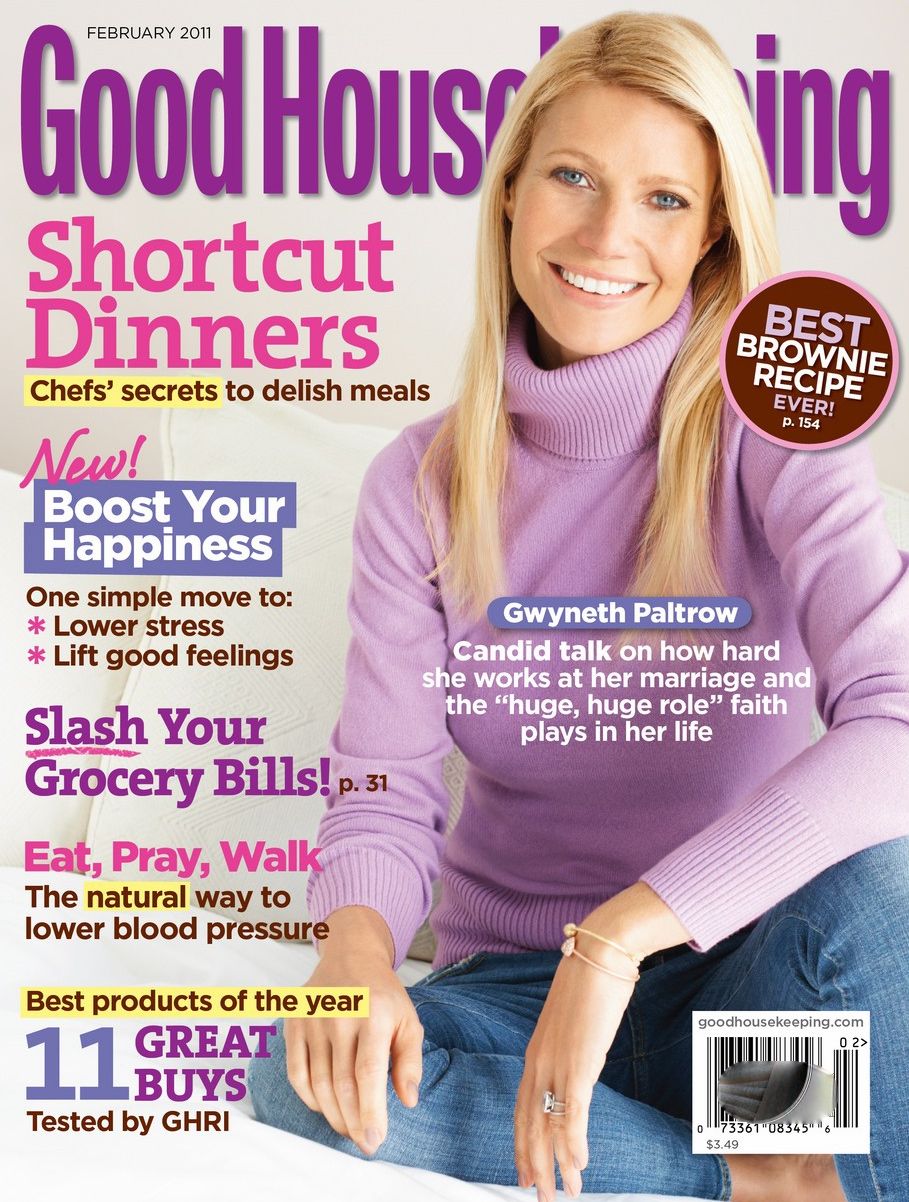 FEBRUARY 2011
Good Housekeeping
Shortcut
Dinners
Chefs’ secrets to delish meals
BEST
BROWNIE
RECIPE
EVER!
p. 154
New!
Boost Your
Happiness
One simple move to:
* Lower stress
* Lift good feelings
Gwyneth Paltrow
Candid talk on how hard
she works at her marriage and
the “huge, huge role” faith
plays in her life
Slash Your
Grocery Bills! p. 31
Eat, Pray, Walk
The natural way to
lower blood pressure
Best products of the year
11 GREAT
BUYS
Tested by GHRI
goodhousekeeping.com
02>
0 73361 08345 6
$3.49